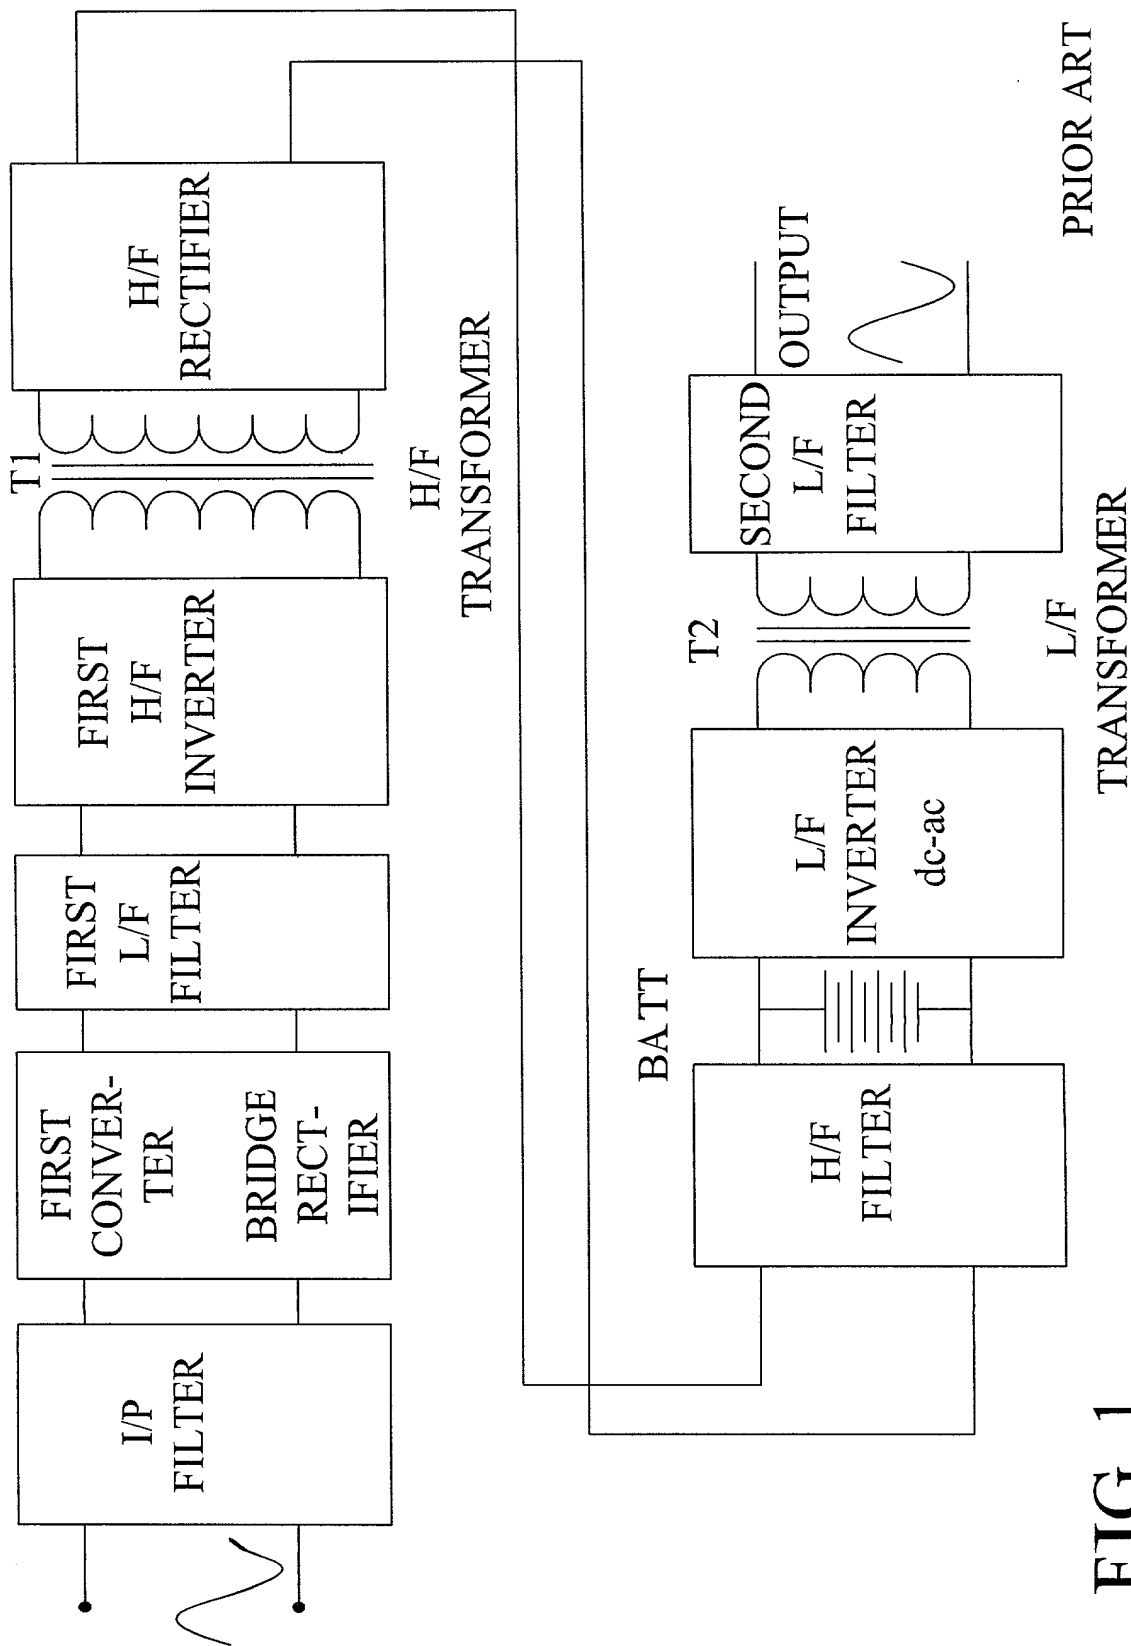 I/P
FILTER
FIRST
CONVER-
TER
BRIDGE
RECT-
IFIER
FIRST
L/F
FILTER
FIRST
H/F
INVERTER
T1
H/F
TRANSFORMER
H/F
RECTIFIER
H/F
FILTER
BATT
L/F
INVERTER
dc-ac
T2
L/F
TRANSFORMER
SECOND
L/F
FILTER
OUTPUT
PRIOR ART
FIG. 1